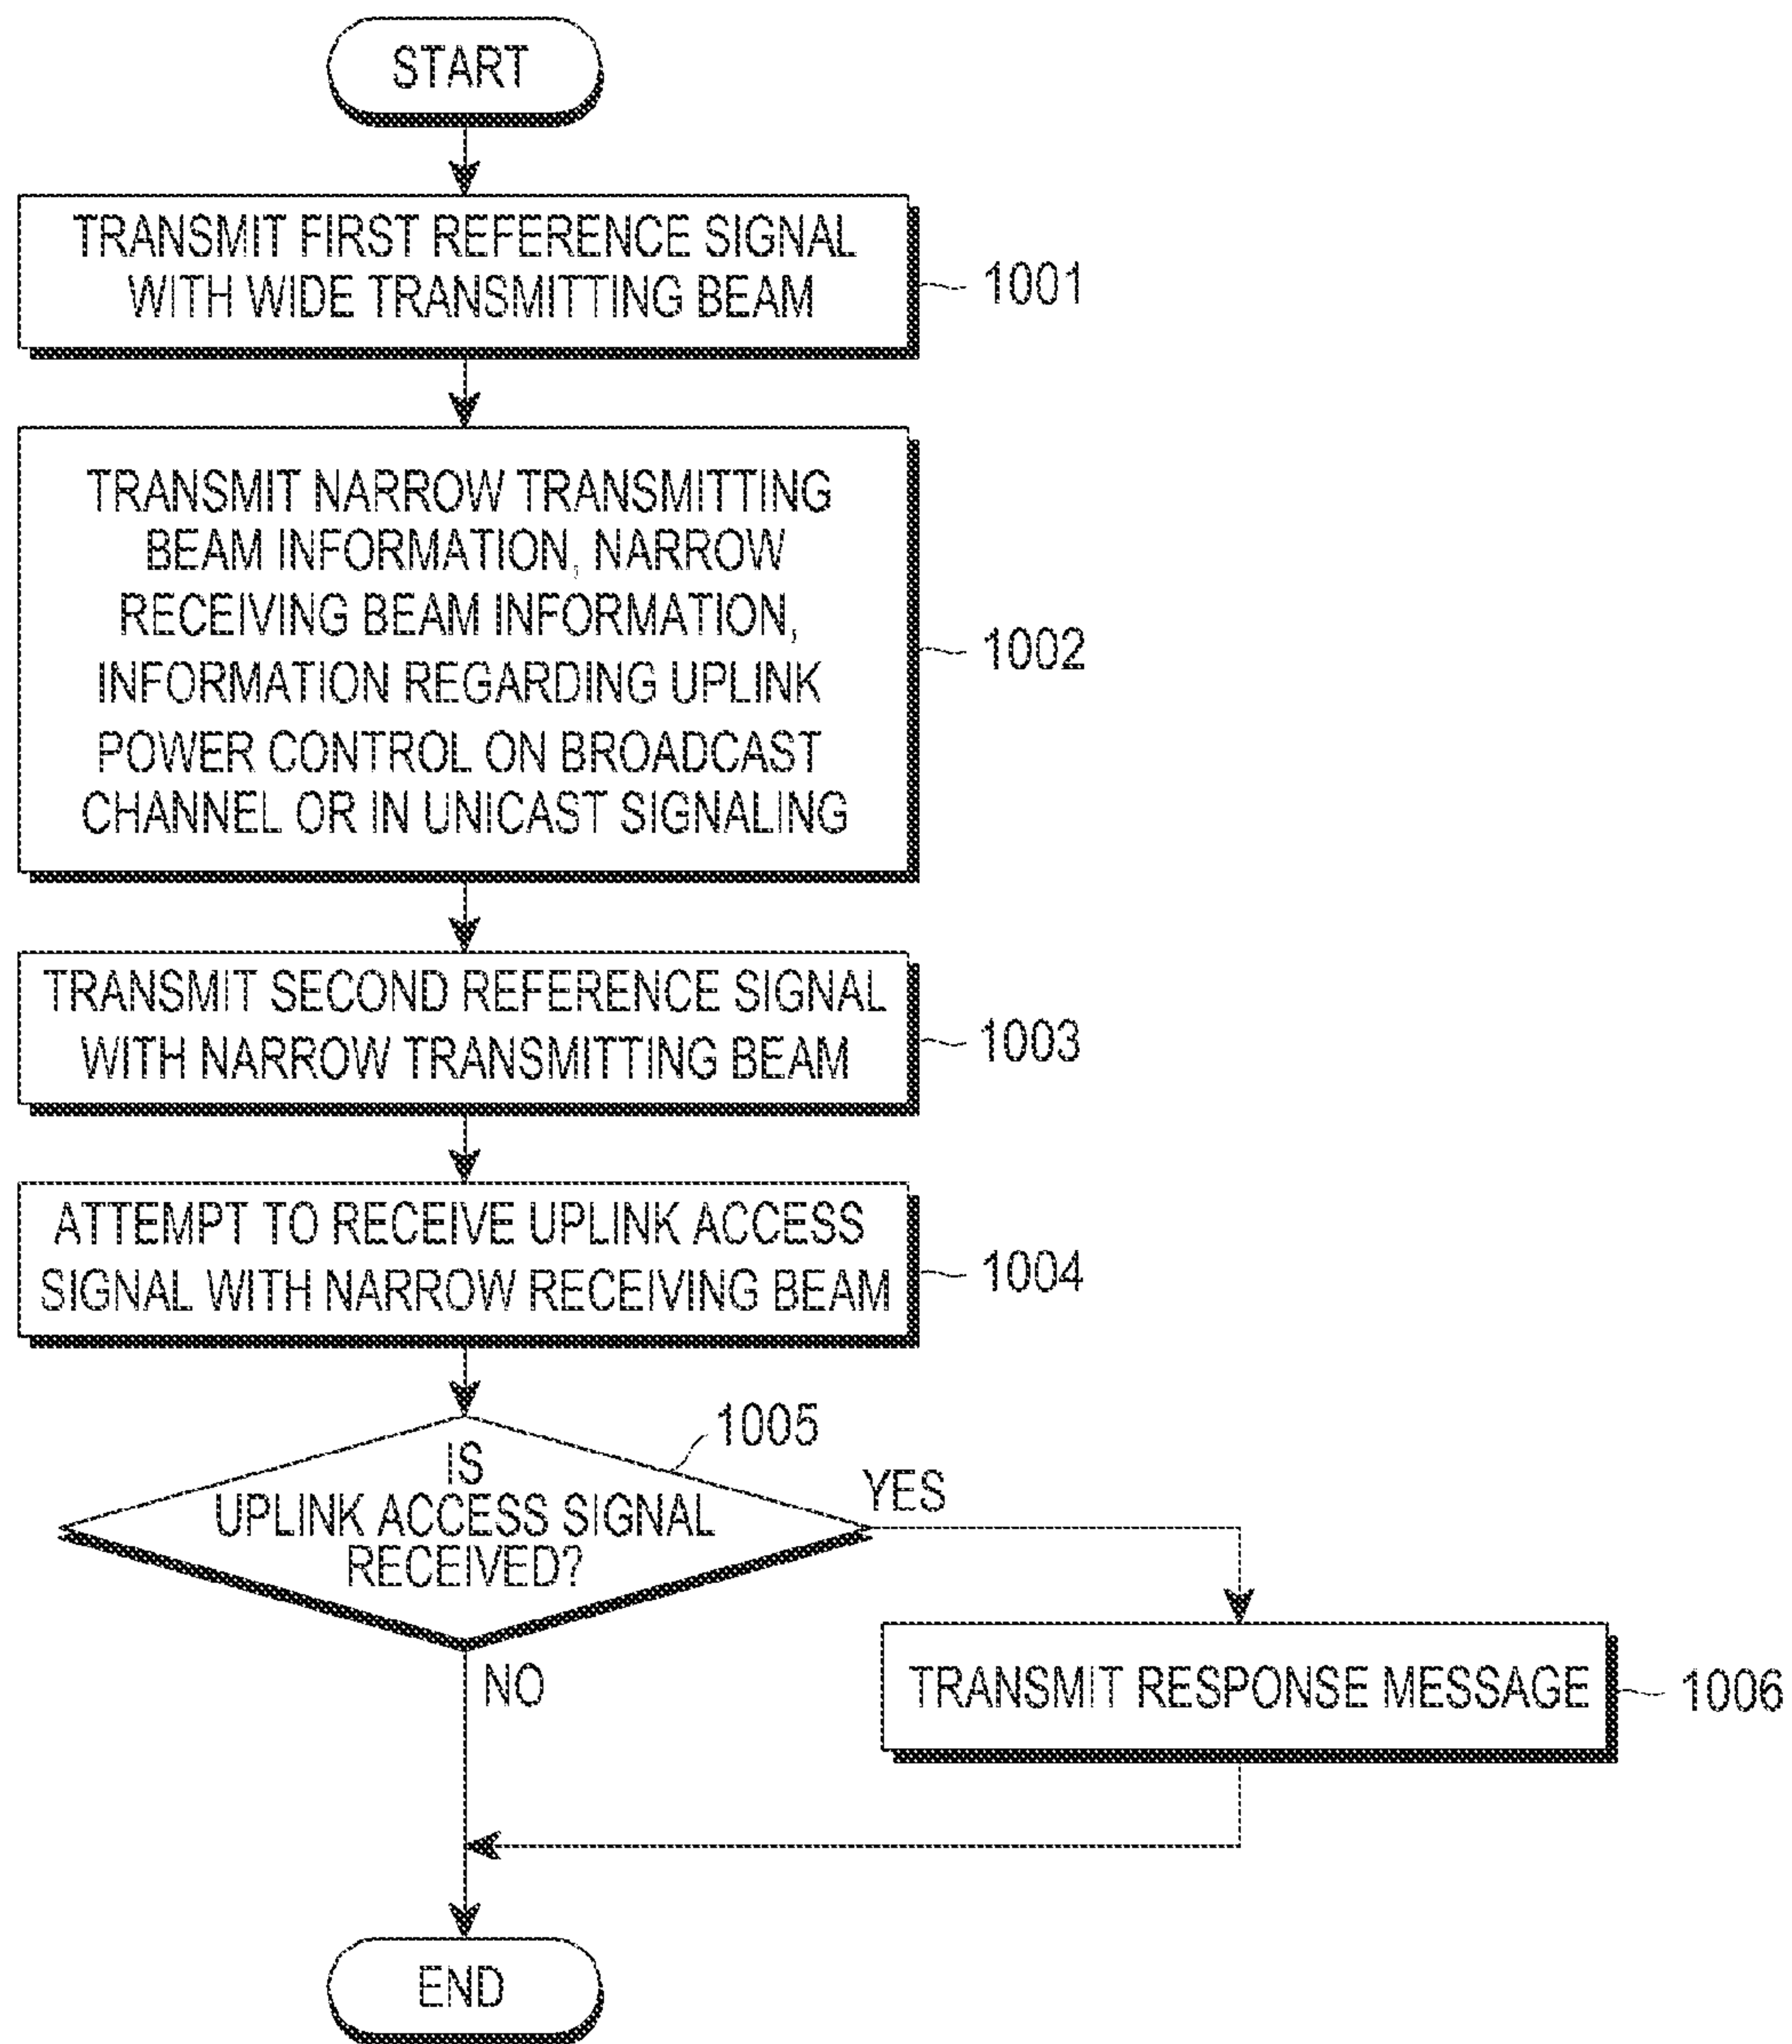 START
TRANSMIT FIRST REFERENCE SIGNAL
WITH WIDE TRANSMITTING BEAM
1001
TRANSMIT NARROW TRANSMITTING
BEAM INFORMATION, NARROW
RECEIVING BEAM INFORMATION,
INFORMATION REGARDING UPLINK
POWER CONTROL ON BROADCAST
CHANNEL OR IN UNICAST SIGNALING
1002
TRANSMIT SECOND REFERENCE SIGNAL
WITH NARROW TRANSMITTING BEAM
1003
ATTEMPT TO RECEIVE UPLINK ACCESS
SIGNAL WITH NARROW RECEIVING BEAM
1004
1005
IS
UPLINK ACCESS SIGNAL
RECEIVED?
YES
NO
TRANSMIT RESPONSE MESSAGE
1006
END